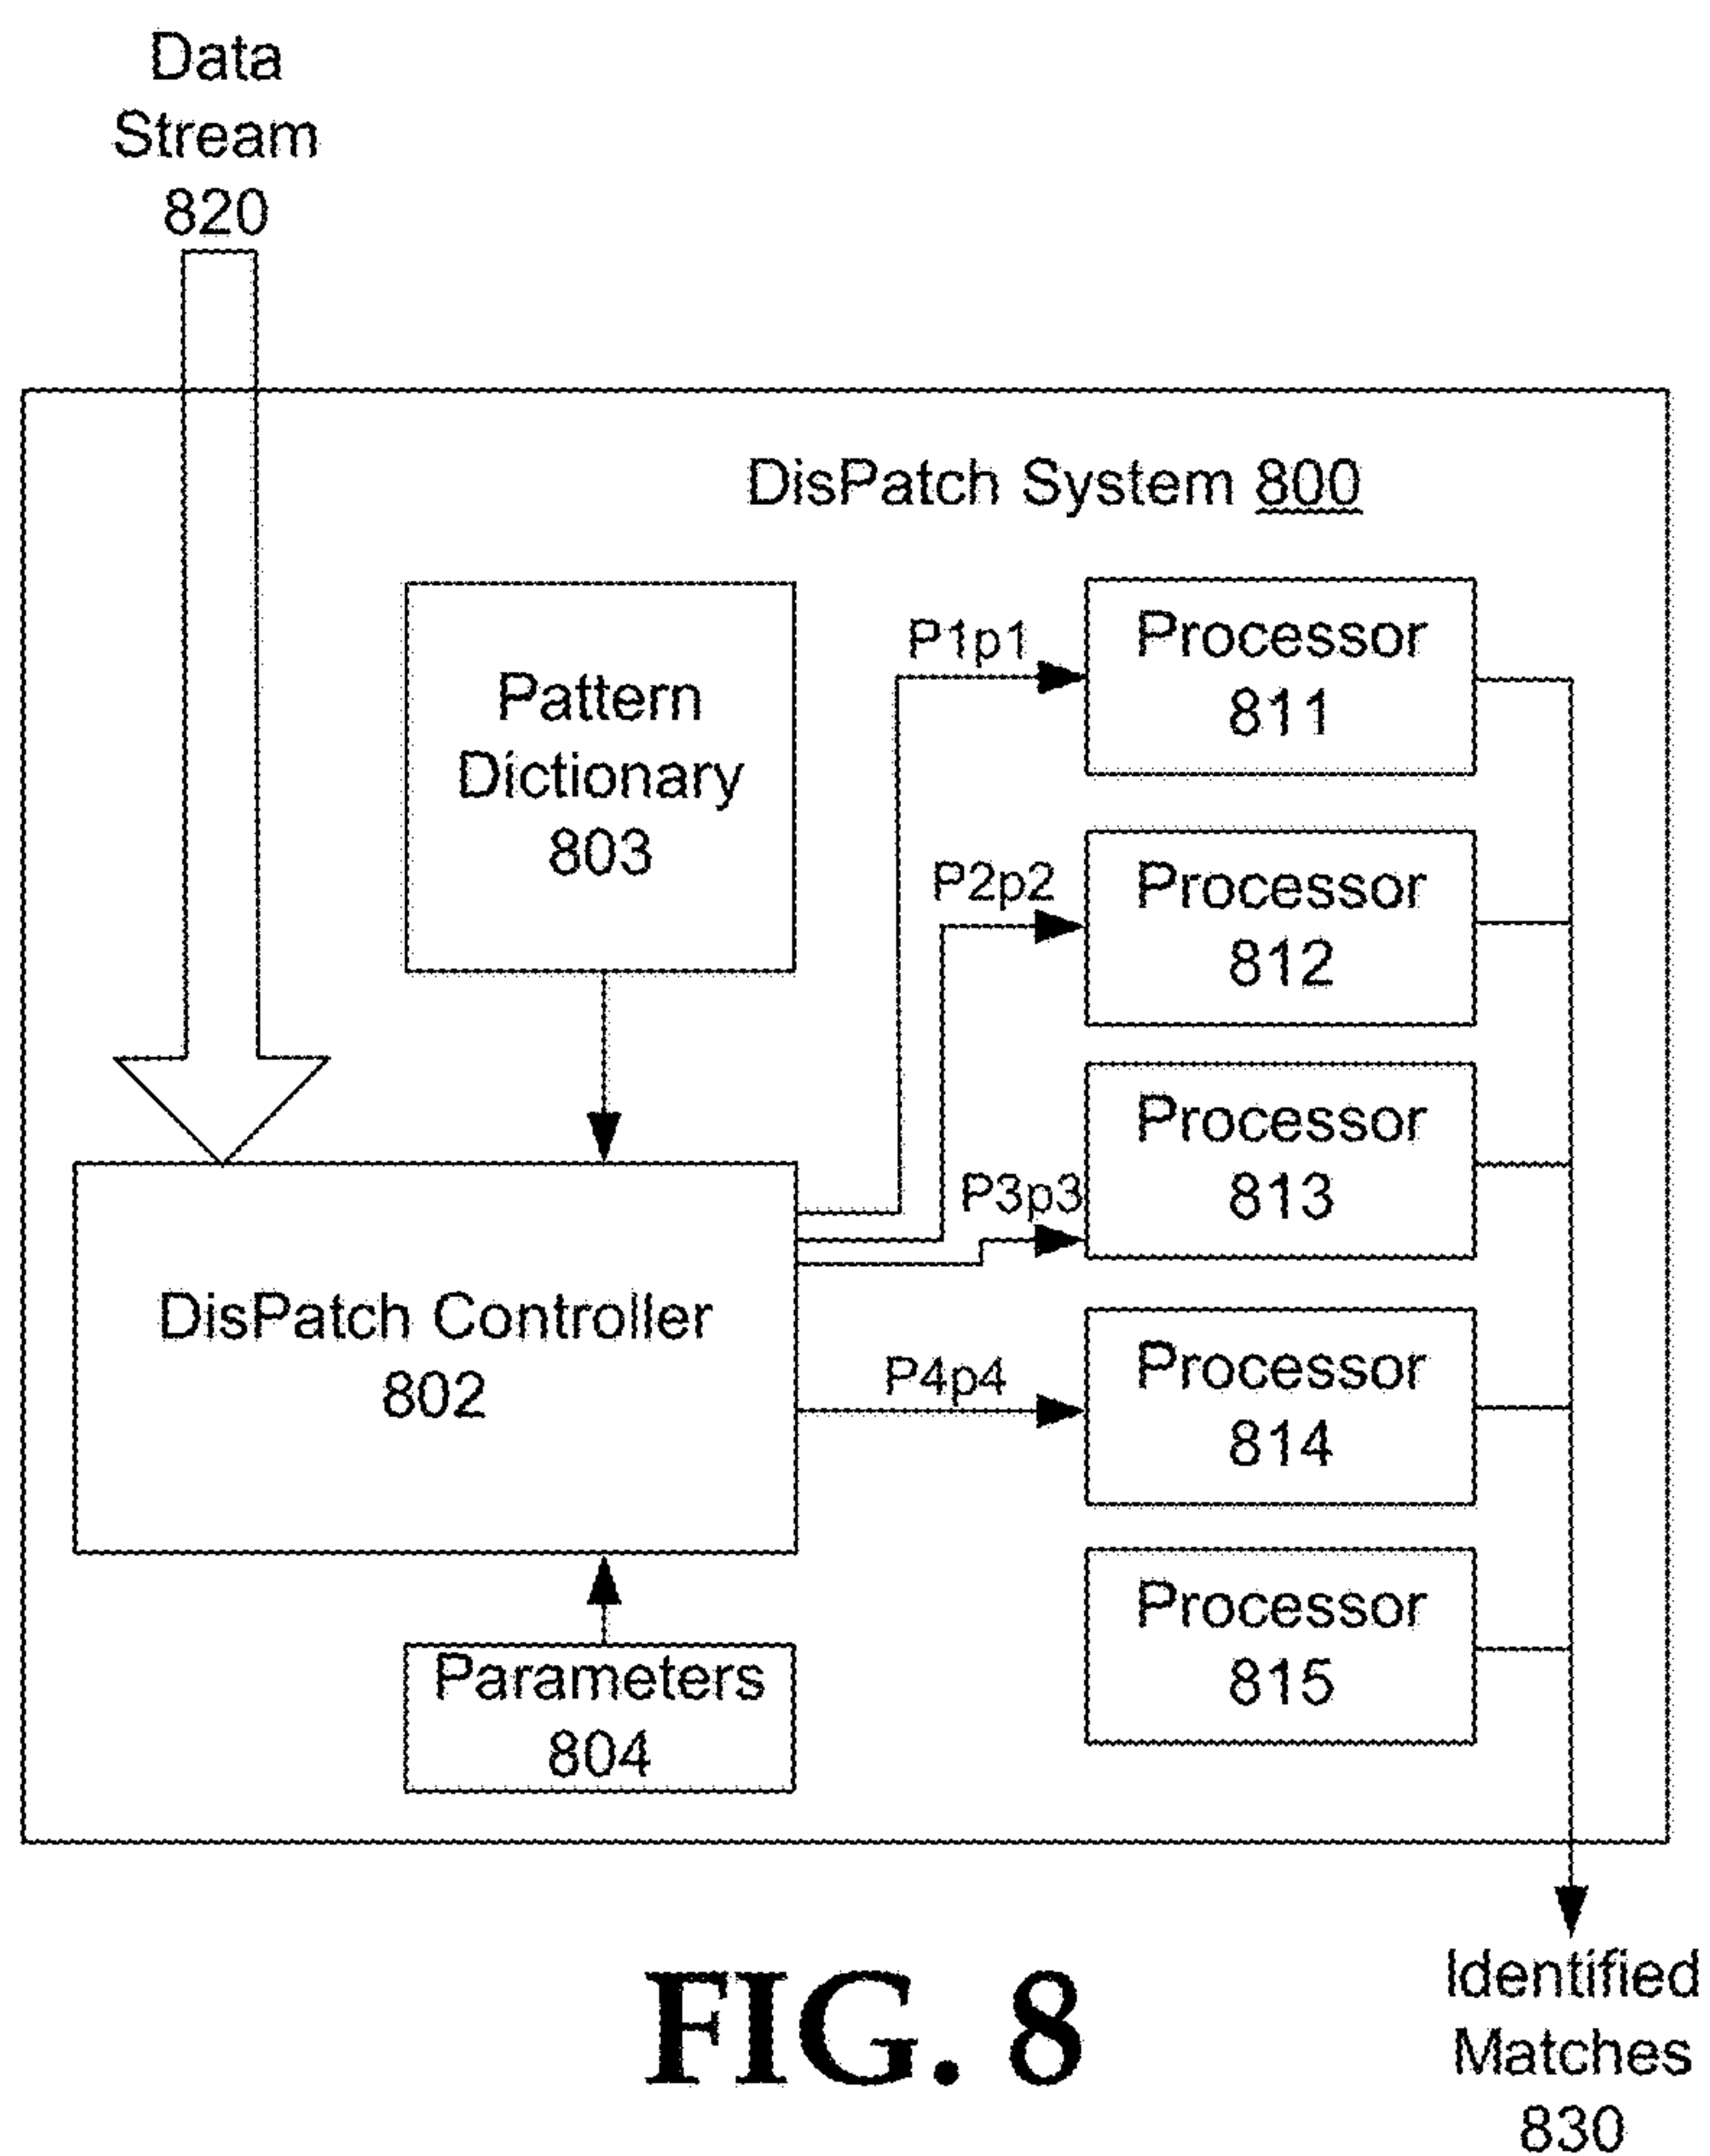 Data
Stream
820
DisPatch System 800
Pattern
Dictionary
803
P1p1
Processor
811
P2p2
Processor
812
P3p3
Processor
813
DisPatch Controller
802
P4p4
Processor
814
Parameters
804
Processor
815
Identified
Matches
830
FIG. 8